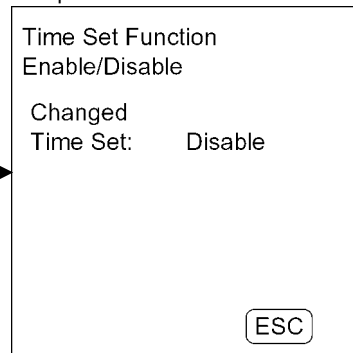 Time Set Function
Enable/Disable
Changed
Time Set: Disable
ESC